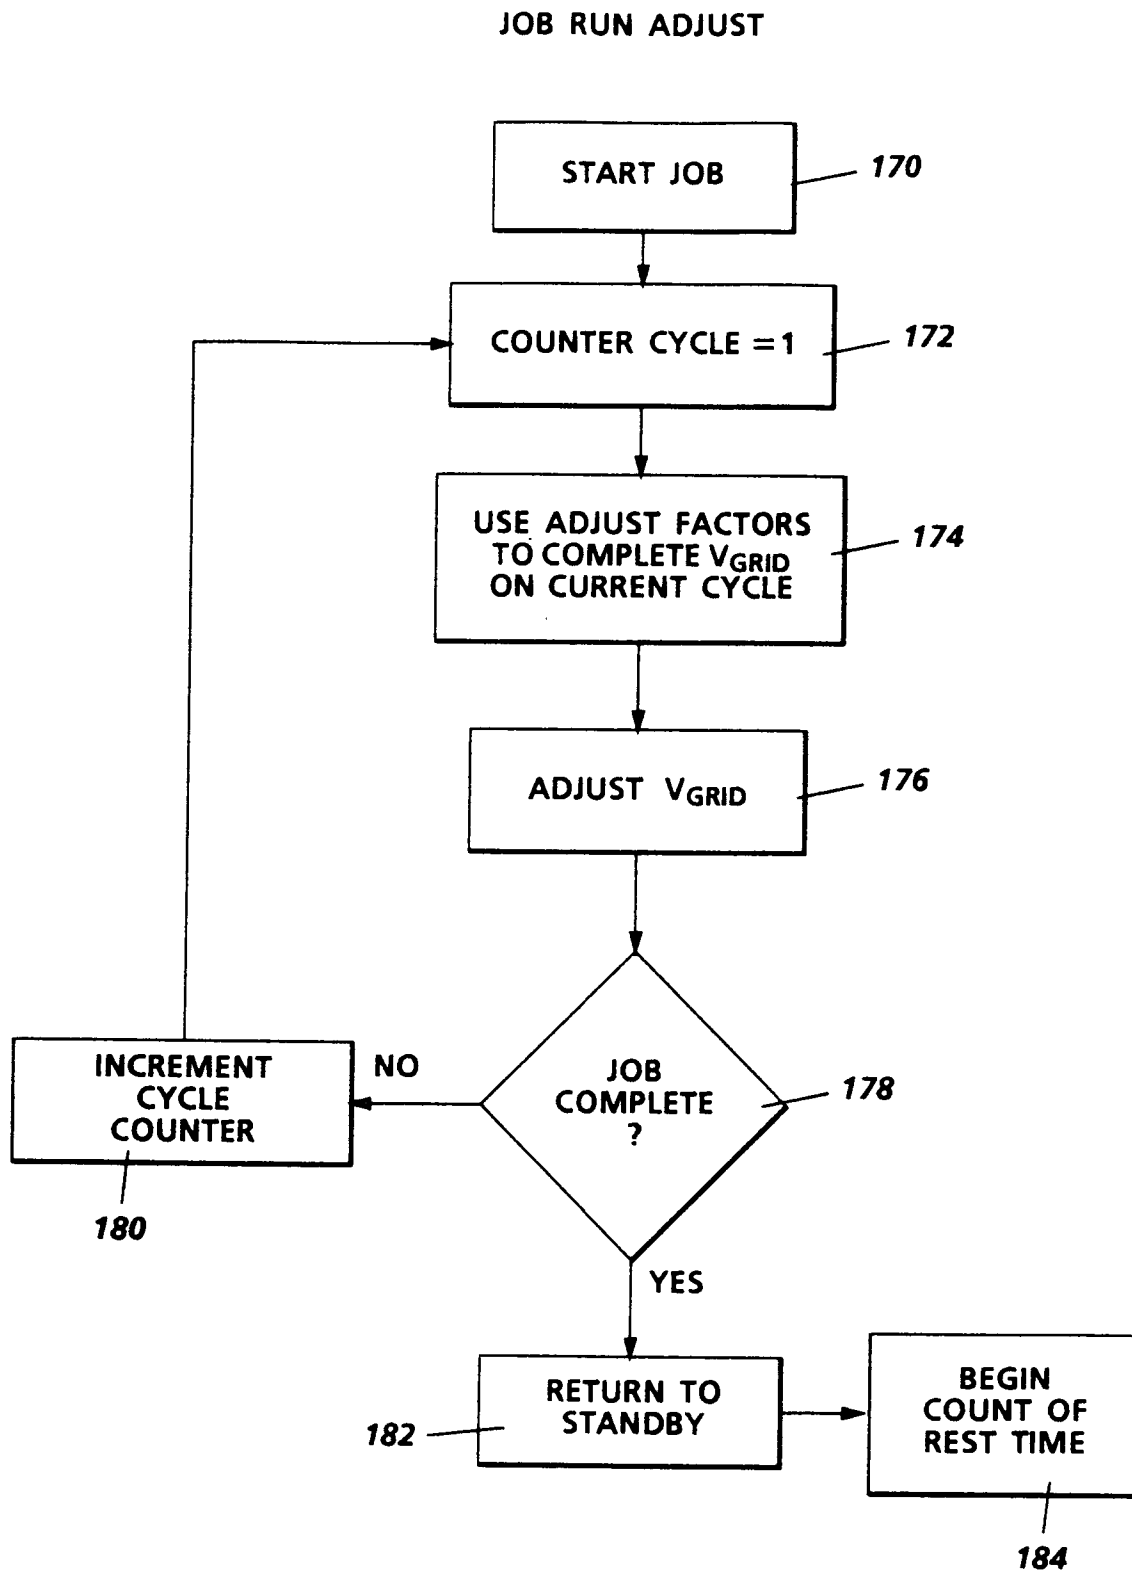 JOB RUN ADJUST
START JOB
170
COUNTER CYCLE = 1
172
USE ADJUST FACTORS
TO COMPLETE VGRID
ON CURRENT CYCLE
174
ADJUST VGRID
176
JOB
COMPLETE
?
178
NO
INCREMENT
CYCLE
COUNTER
180
YES
RETURN TO
STANDBY
182
BEGIN
COUNT OF
REST TIME
184